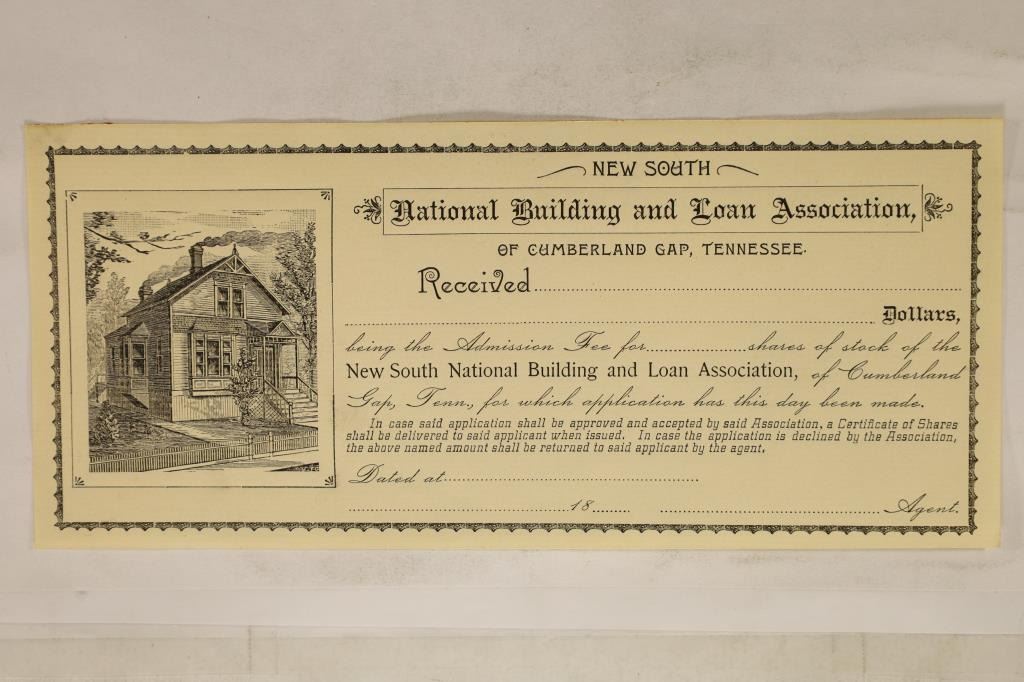 NEW SOUTH
National Building and Loan Association,
OF CUMBERLAND GAP, TENNESSEE.
Received
Dollars,
being the Admission Fee for shares of stock of the
New South National Building and Loan Association, of Cumberland
Gap, Tenn., for which application has this day been made.
In case said application shall be approved and accepted by said Association, a Certificate of Shares
shall be delivered to said applicant when issued. In case the application is declined by the Association,
the above named amount shall be returned to said applicant by the agent.
Dated at
18 Agent.